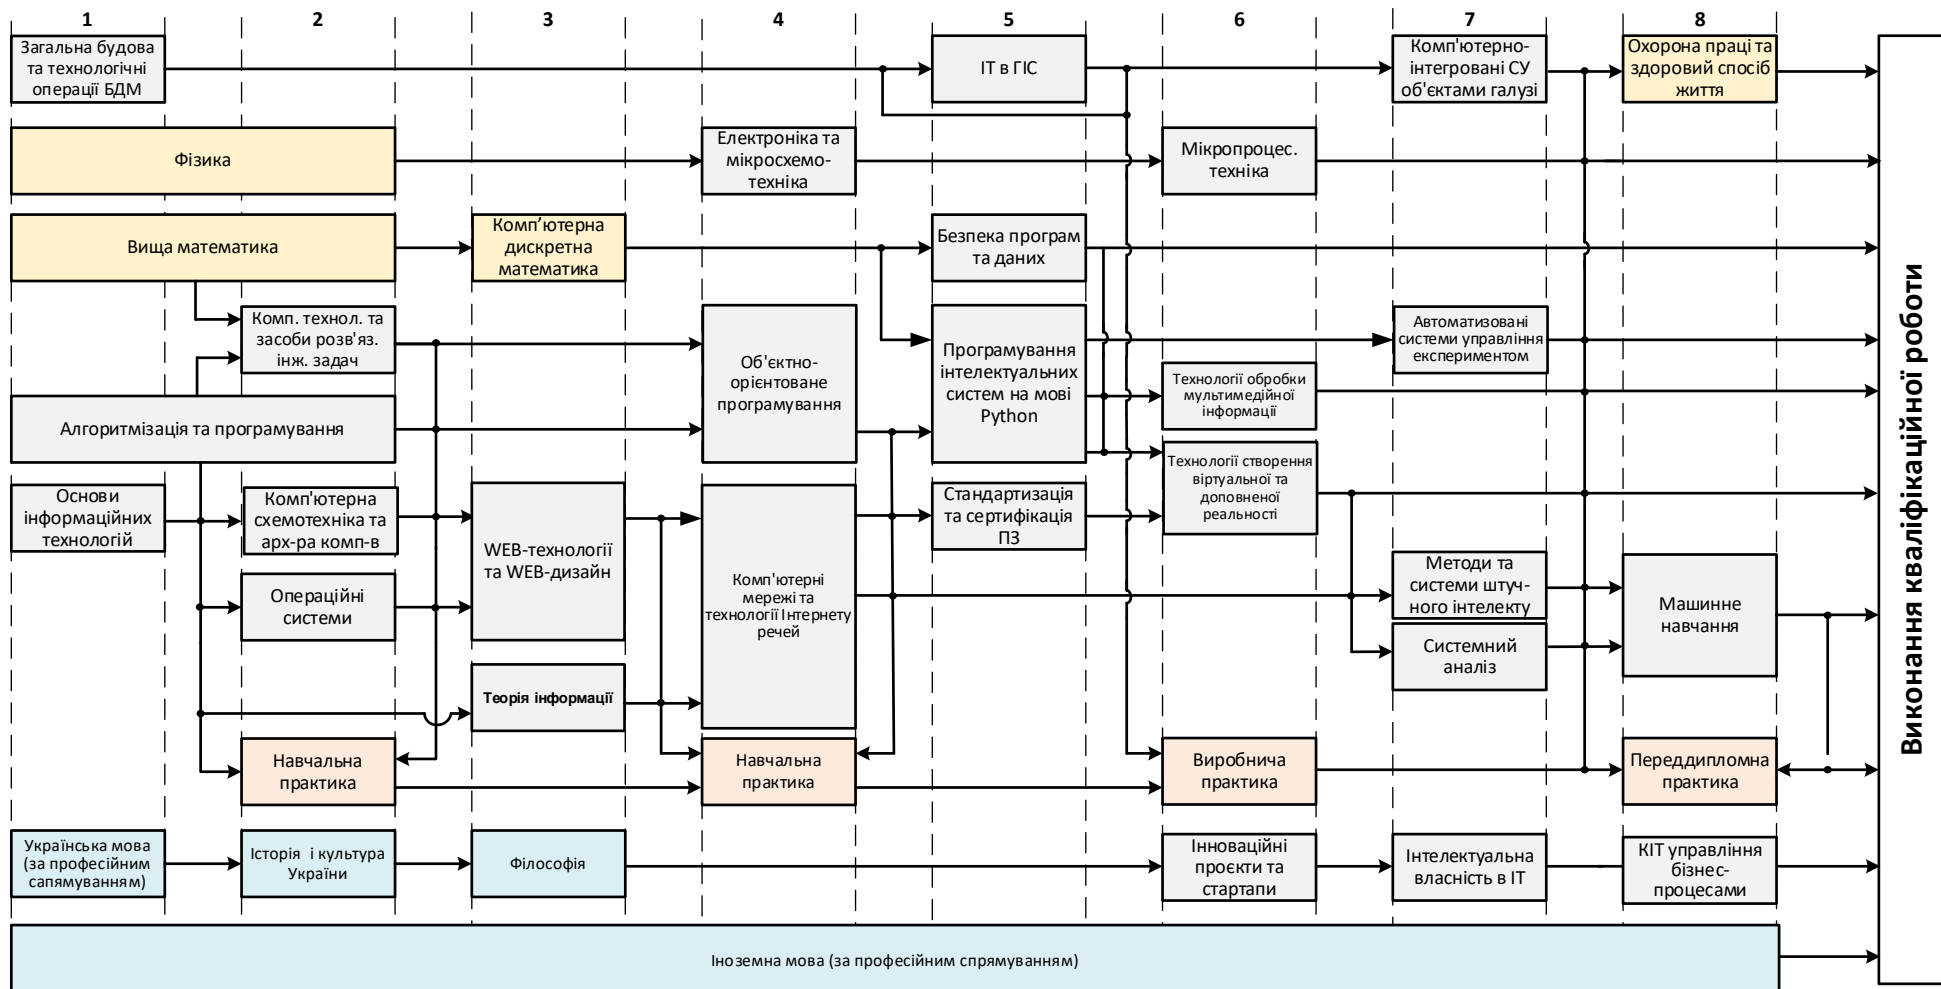 1 2 3 4 5 6 7 8
Загальна будова
та технологічні
операції БДМ
ІТ в ГІС
Комп'ютерно-
інтегровані СУ
об'єктами галузі
Охорона праці та
здоровий спосіб
життя
Фізика
Електроніка та
мікросхемо-
техніка
Мікропроцес.
техніка
Вища математика
Комп’ютерна
дискретна
математика
Безпека програм
та даних
Комп. технол. та
засоби розв'яз.
інж. задач
Об'єктно-
орієнтоване
програмування
Програмування
інтелектуальних
систем на мові
Python
Автоматизовані
системи управління
експериментом
Технології обробки
мультимедійної
інформації
Алгоритмізація та програмування
Технології створення
віртуальної та
доповненої
реальності
Основи
інформаційних
технологій
Комп'ютерна
схемотехніка та
арх-ра комп-в
WEB-технології
та WEB-дизайн
Комп'ютерні
мережі та
технології Інтернету
речей
Стандартизація
та сертифікація
ПЗ
Операційні
системи
Методи та
системи штуч-
ного інтелекту
Машинне
навчання
Системний
аналіз
Теорія інформації
Навчальна
практика
Навчальна
практика
Виробнича
практика
Переддипломна
практика
Українська мова
(за професійним
сапямуванням)
Історія і культура
України
Філософія
Інноваційні
проєкти та
стартапи
Інтелектуальна
власність в ІТ
КІТ управління
бізнес-
процесами
Іноземна мова (за професійним спрямуванням)
Виконання кваліфікаційної роботи